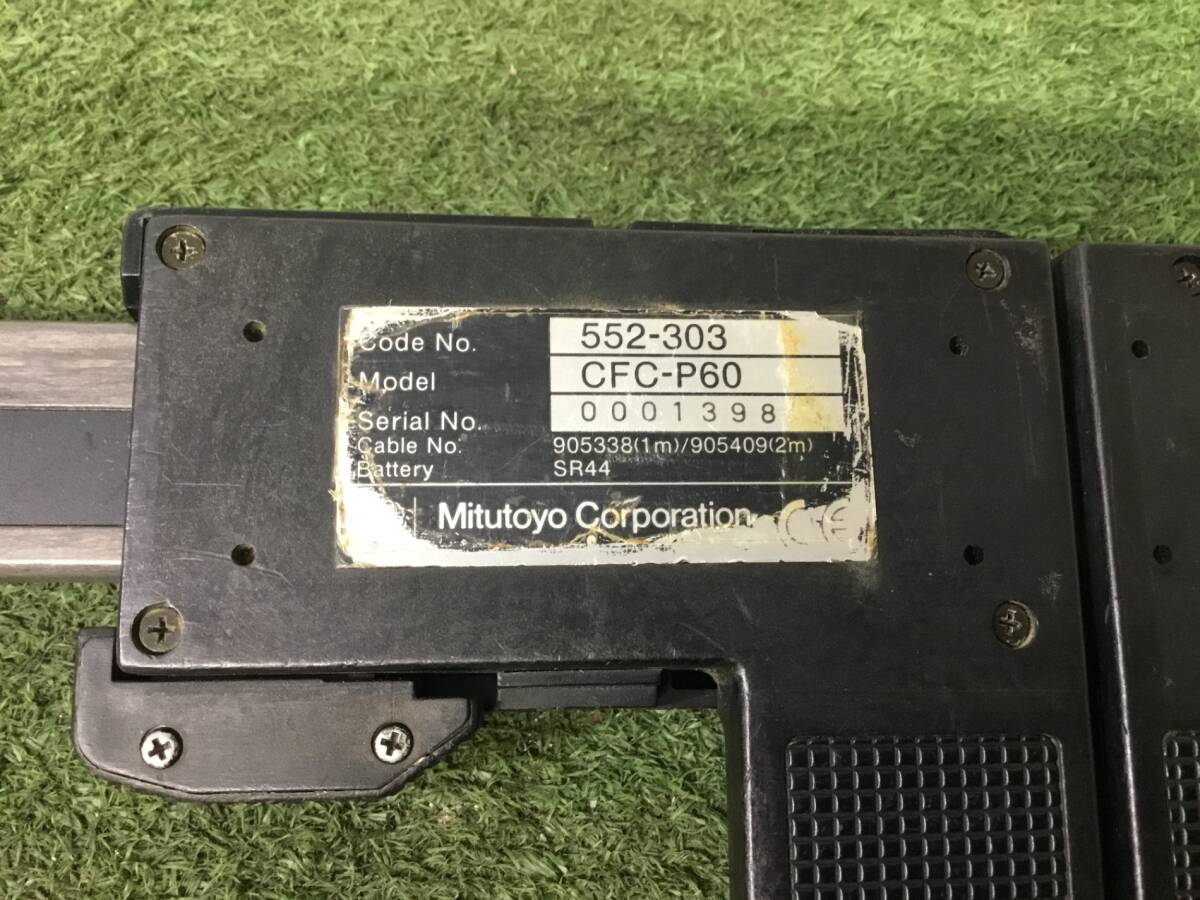 Code No. 552-303
Model CFC-P60
Serial No. 0001398
Cable No. 905338(1m)/905409(2m)
Battery SR44
Mitutoyo Corporation CE